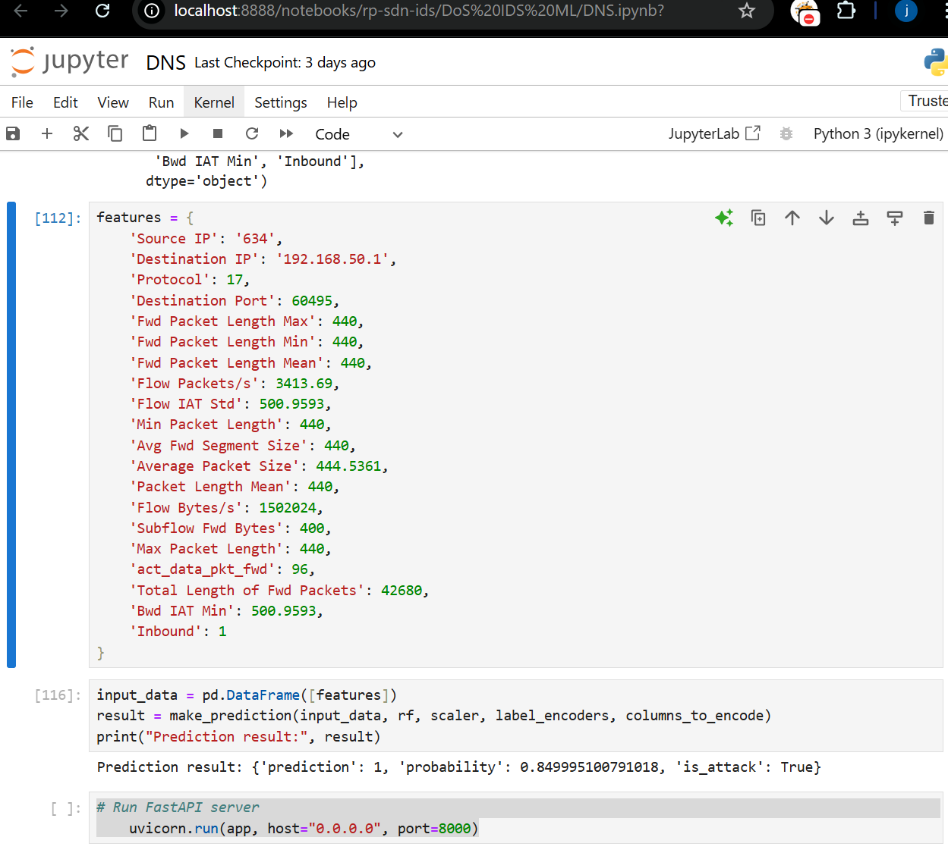 localhost:8888/notebooks/rp-sdn-ids/DoS%20IDS%20ML/DNS.ipynb?
j
jupyter DNS Last Checkpoint: 3 days ago
File Edit View Run Kernel Settings Help
Truste
Code JupyterLab Python 3 (ipykernel)
'Bwd IAT Min', 'Inbound'],
dtype='object')
[112]: features = {
'Source IP': '634',
'Destination IP': '192.168.50.1',
'Protocol': 17,
'Destination Port': 60495,
'Fwd Packet Length Max': 440,
'Fwd Packet Length Min': 440,
'Fwd Packet Length Mean': 440,
'Flow Packets/s': 3413.69,
'Flow IAT Std': 500.9593,
'Min Packet Length': 440,
'Avg Fwd Segment Size': 440,
'Average Packet Size': 444.5361,
'Packet Length Mean': 440,
'Flow Bytes/s': 1502024,
'Subflow Fwd Bytes': 400,
'Max Packet Length': 440,
'act_data_pkt_fwd': 96,
'Total Length of Fwd Packets': 42680,
'Bwd IAT Min': 500.9593,
'Inbound': 1
}
[116]: input_data = pd.DataFrame([features])
result = make_prediction(input_data, rf, scaler, label_encoders, columns_to_encode)
print("Prediction result:", result)
Prediction result: {'prediction': 1, 'probability': 0.849995100791018, 'is_attack': True}
[ ]: # Run FastAPI server
uvicorn.run(app, host="0.0.0.0", port=8000)